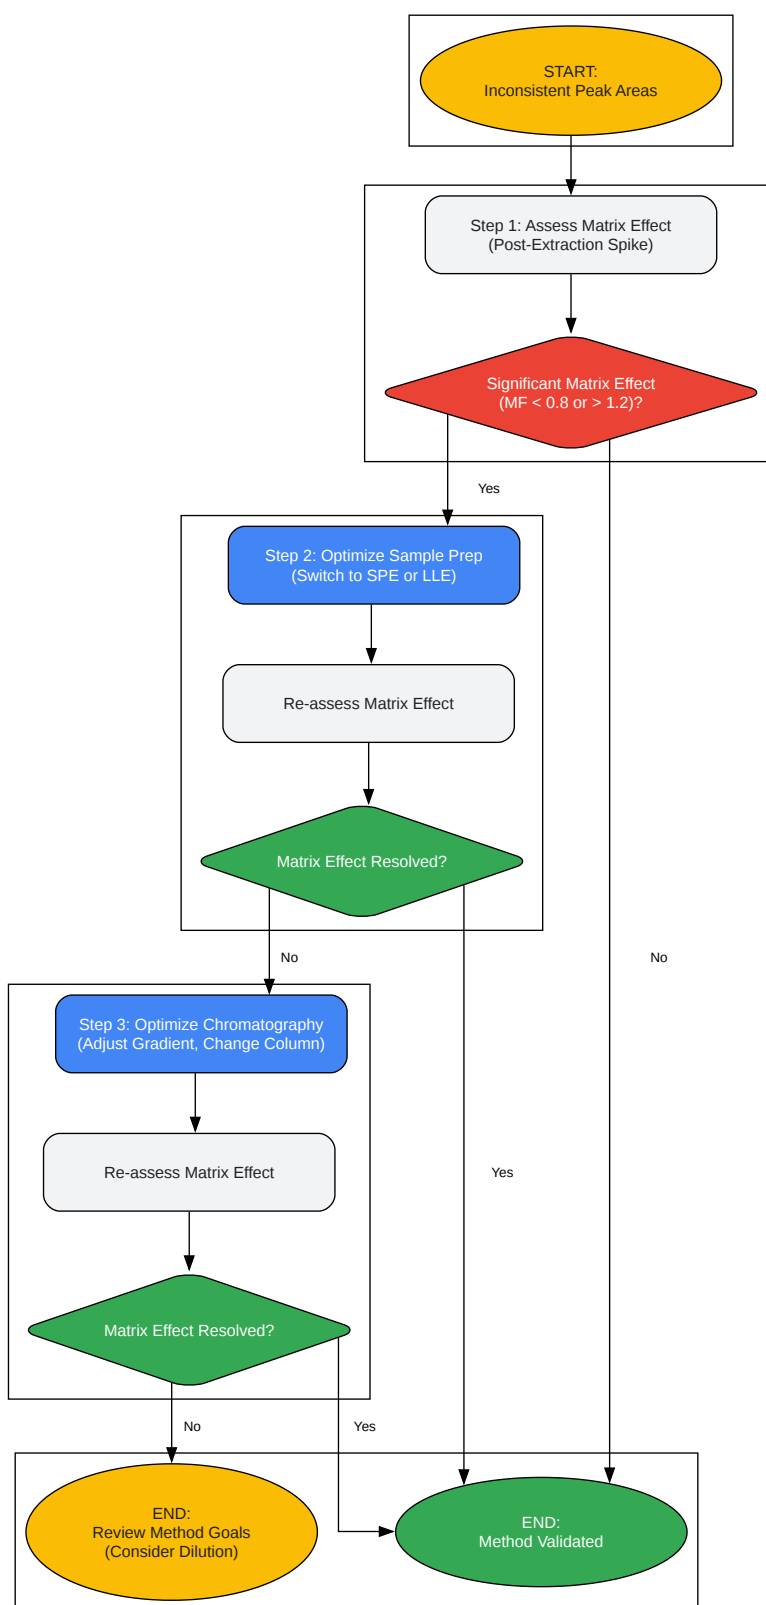 START:
Inconsistent Peak Areas
Step 1: Assess Matrix Effect
(Post-Extraction Spike)
Significant Matrix Effect
(MF < 0.8 or > 1.2)?
Yes
Step 2: Optimize Sample Prep
(Switch to SPE or LLE)
Re-assess Matrix Effect
Matrix Effect Resolved?
No
No
Step 3: Optimize Chromatography
(Adjust Gradient, Change Column)
Re-assess Matrix Effect
Yes
Matrix Effect Resolved?
No
Yes
END:
Review Method Goals
(Consider Dilution)
END:
Method Validated